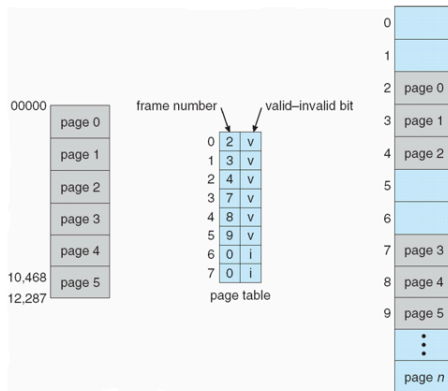 00000
page 0
page 1
page 2
page 3
page 4
page 5
10,468
12,287
frame number
valid–invalid bit
0 2 v
1 3 v
2 4 v
3 7 v
4 8 v
5 9 v
6 0 i
7 0 i
page table
0
1
2 page 0
3 page 1
4 page 2
5
6
7 page 3
8 page 4
9 page 5
page n